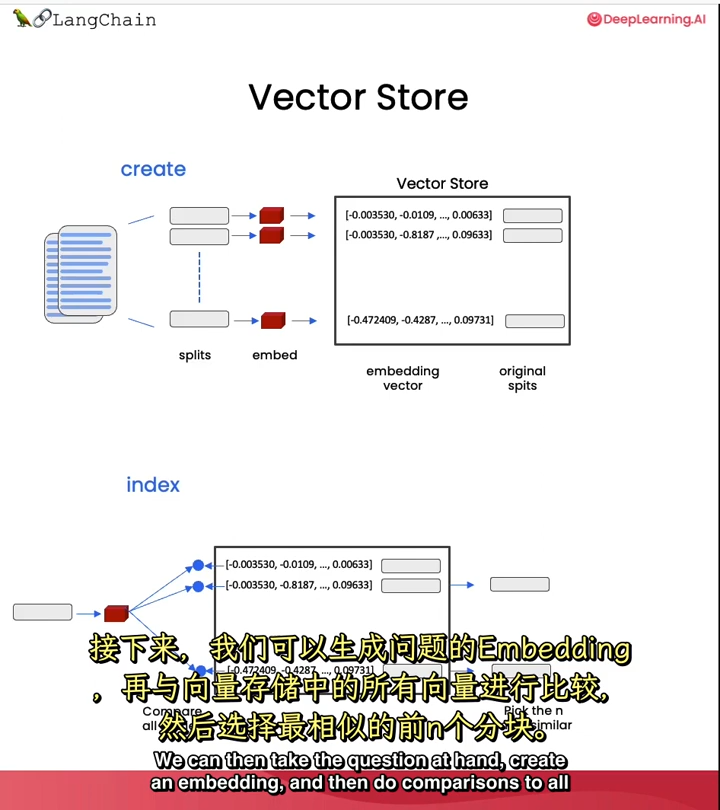 LangChain
DeepLearning.AI
Vector Store
create
Vector Store
[-0.003530, -0.0109, ..., 0.00633]
[-0.003530, -0.8187 ,..., 0.09633]
[-0.472409, -0.4287, ..., 0.09731]
splits
embed
embedding
vector
original
spits
index
[-0.003530, -0.0109, ..., 0.00633]
[-0.003530, -0.8187, ..., 0.09633]
[-0.472409, -0.4287, ..., 0.09731]
接下来，我们可以生成问题的Embedding
，再与向量存储中的所有向量进行比较,
然后选择最相似的前n个分块。
Compare
all
Pick the n
similar
We can then take the question at hand, create
an embedding, and then do comparisons to all